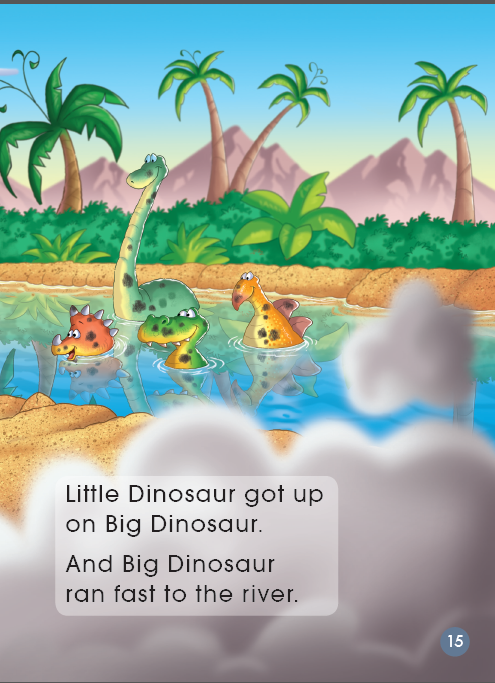 Little Dinosaur got up
on Big Dinosaur.
And Big Dinosaur
ran fast to the river.
15